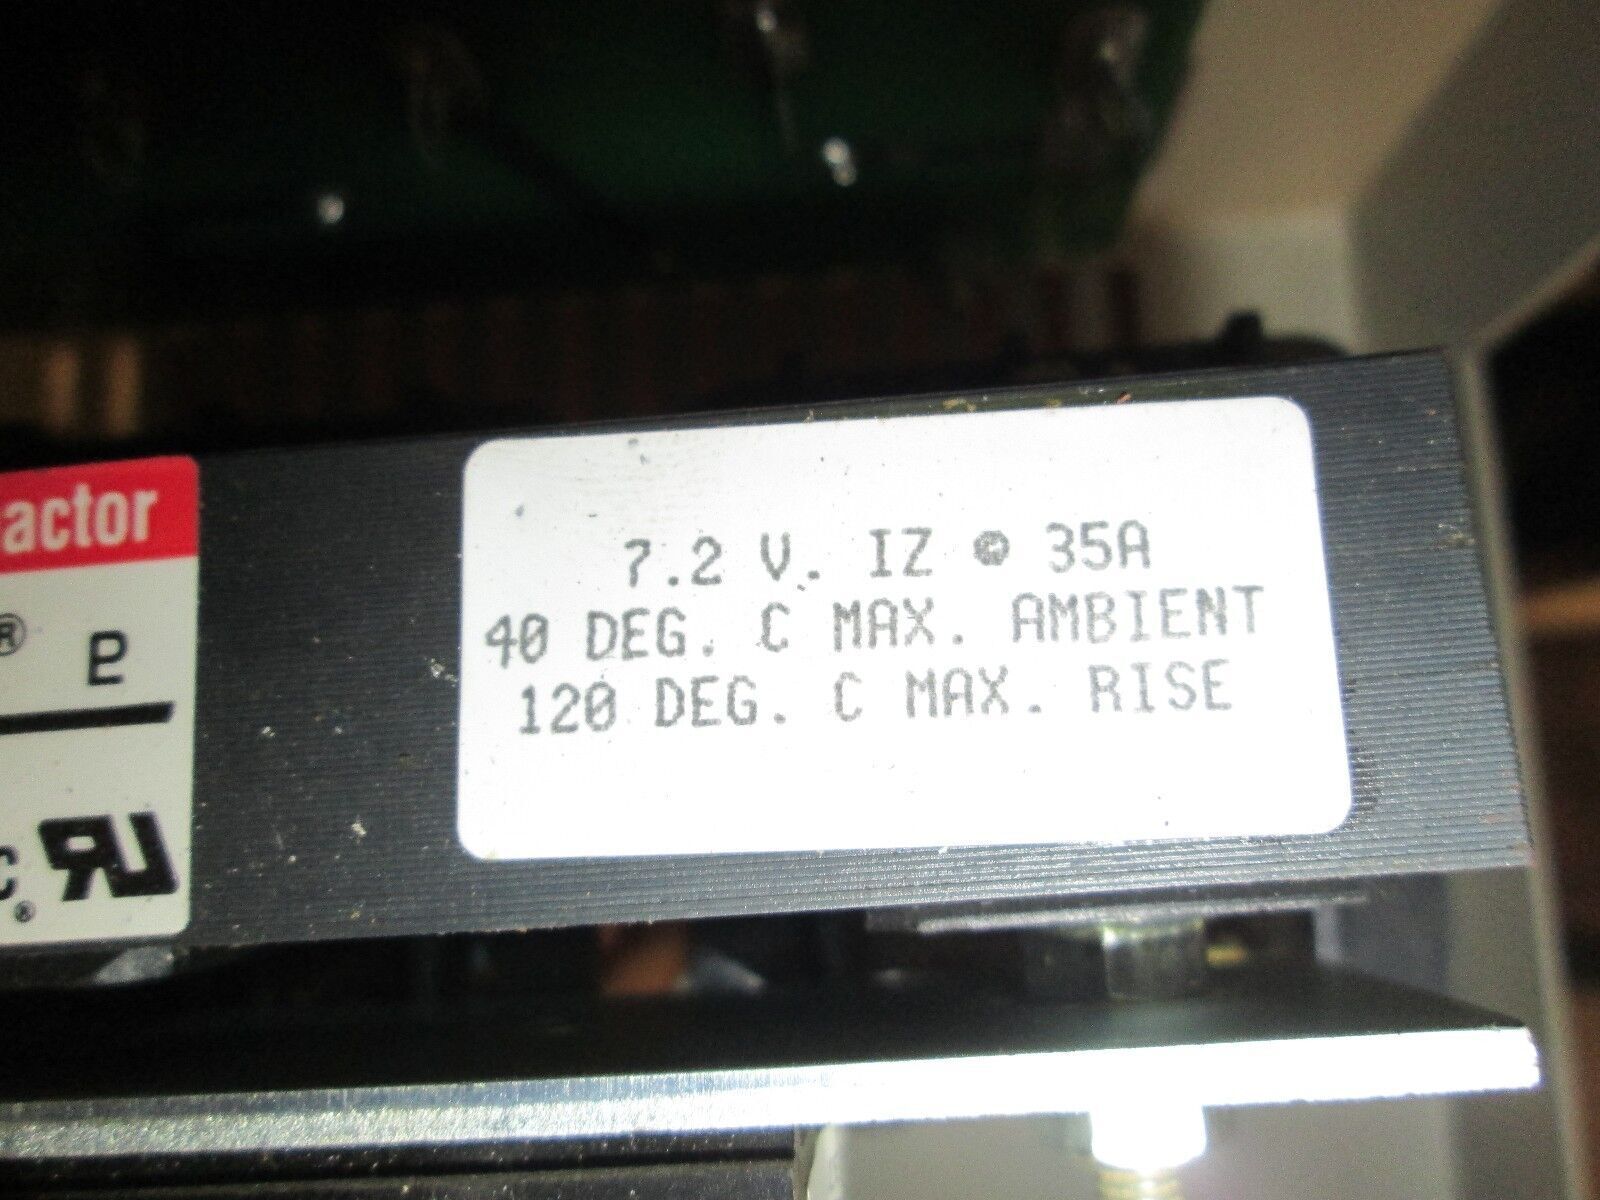 actor
® e
C.®
7.2 V. IZ @ 35A
40 DEG. C MAX. AMBIENT
120 DEG. C MAX. RISE